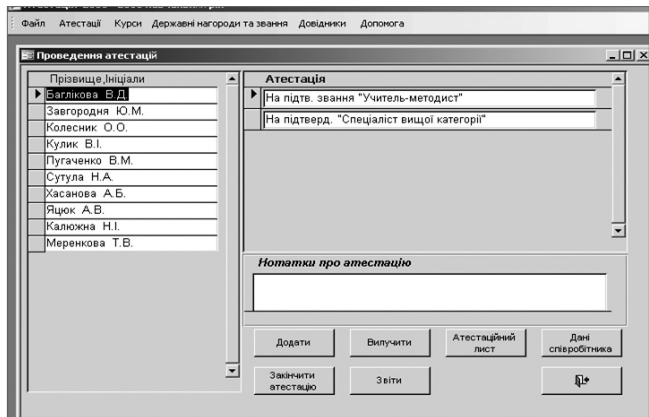 Файл Атестації Курси Державні нагороди та звання Довідники Допомога
Проведення атестацій
Прізвище,Ініціали
Баглікова В.Д.
Завгородня Ю.М.
Колесник О.О.
Кулик В.І.
Пугаченко В.М.
Сутула Н.А.
Хасанова А.Б.
Яцюк А.В.
Калюжна Н.І.
Меренкова Т.В.
Атестація
На підтв. звання "Учитель-методист"
На підтверд. "Спеціаліст вищої категорії"
Нотатки про атестацію
Додати
Вилучити
Атестаційний
лист
Дані
співробітника
Закінчити
атестацію
Звіти